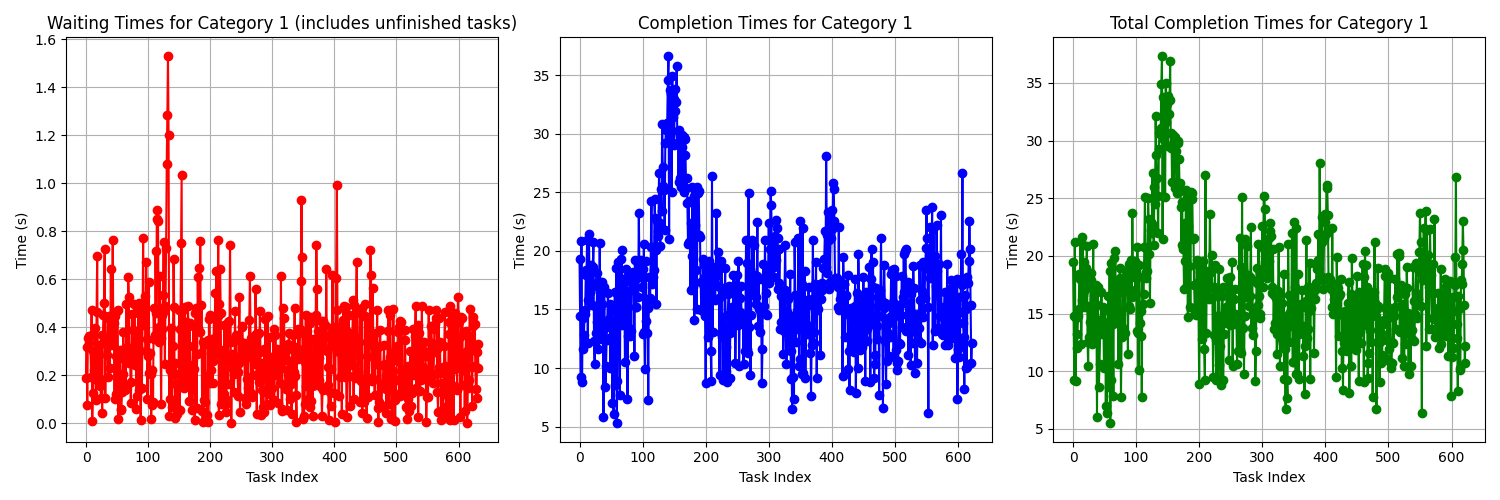 Waiting Times for Category 1 (includes unfinished tasks)
Time (s)
1.6
1.4
1.2
1.0
0.8
0.6
0.4
0.2
0.0
0 100 200 300 400 500 600
Task Index
Completion Times for Category 1
Time (s)
35
30
25
20
15
10
5
0 100 200 300 400 500 600
Task Index
Total Completion Times for Category 1
Time (s)
35
30
25
20
15
10
5
0 100 200 300 400 500 600
Task Index